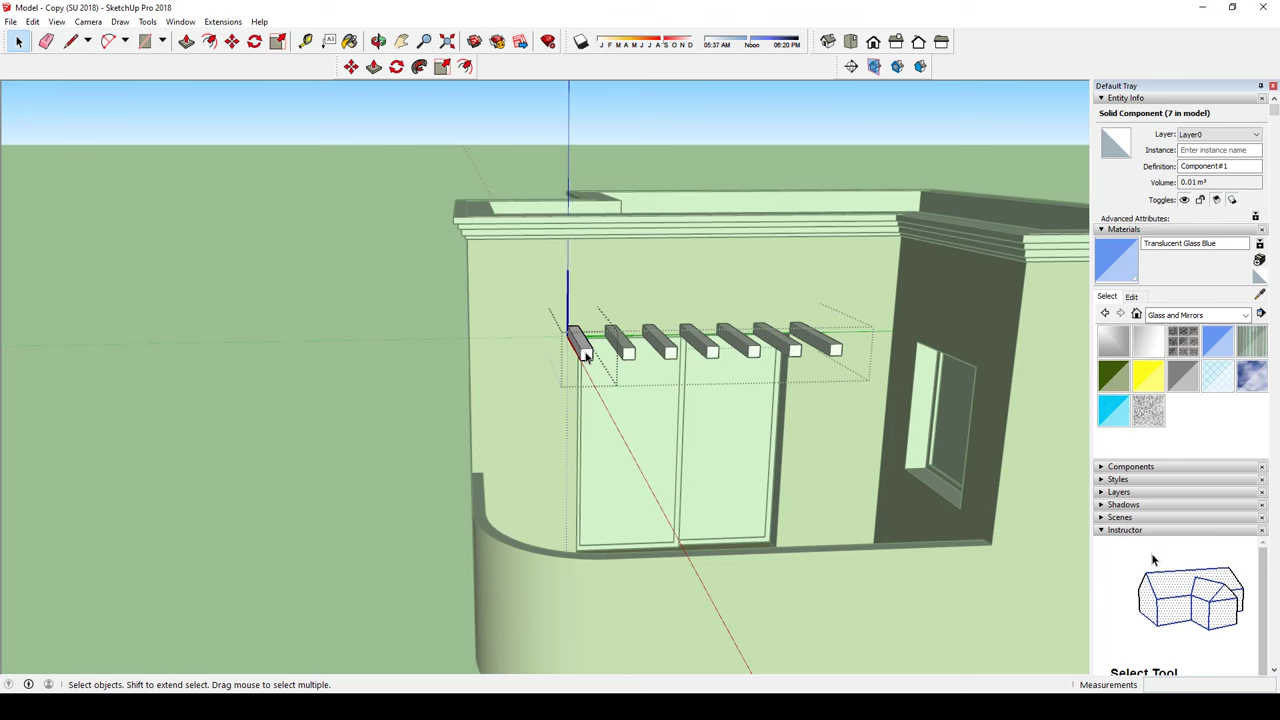 Model - Copy (SU 2018) - SketchUp Pro 2018
File Edit View Camera Draw Tools Window Extensions Help
J F M A M J J A S O N D 05:37 AM Noon 06:20 PM
Default Tray
Entity Info
Solid Component (7 in model)
Layer: Layer0
Instance: Enter instance name
Definition: Component#1
Volume: 0.01 m³
Toggles:
Advanced Attributes:
Materials
Translucent Glass Blue
Select Edit
Glass and Mirrors
Components
Styles
Layers
Shadows
Scenes
Instructor
Select Tool
Select objects. Shift to extend select. Drag mouse to select multiple.
Measurements